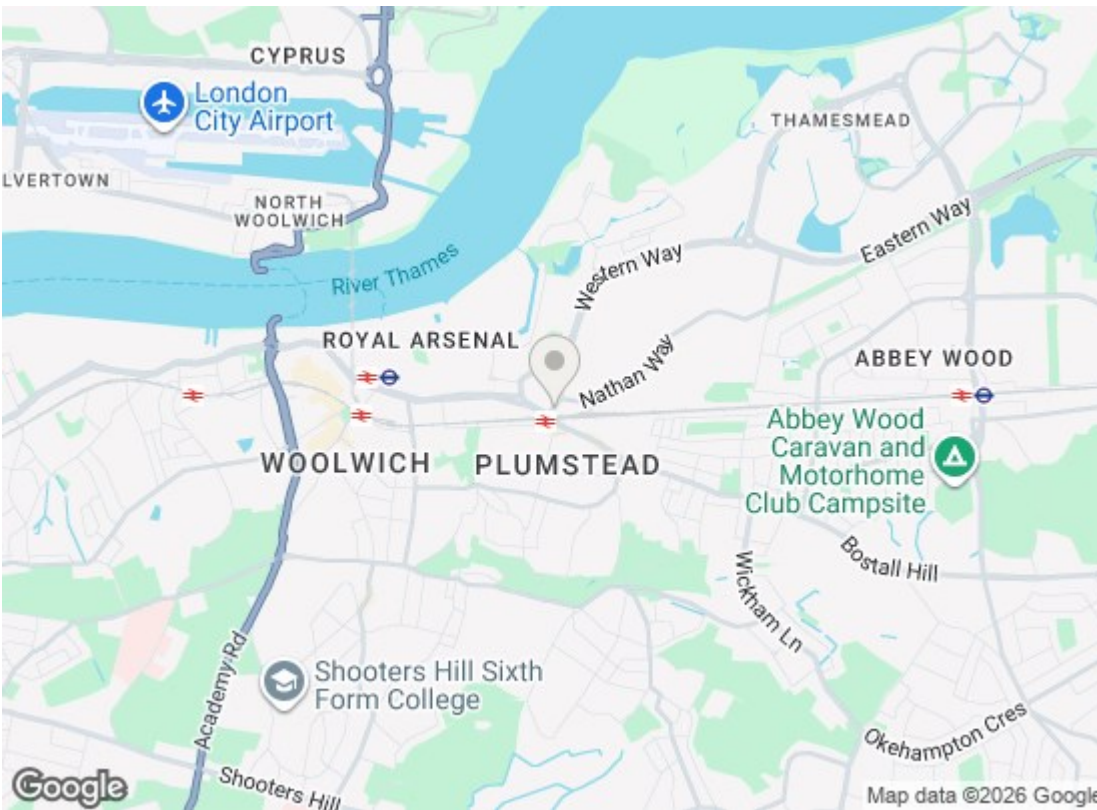 CYPRUS
London
City Airport
THAMESMEAD
LVERTOWN
NORTH
WOOLWICH
Eastern Way
Western Way
River Thames
ROYAL ARSENAL
ABBEY WOOD
Nathan Way
Abbey Wood
Caravan and
Motorhome
Club Campsite
WOOLWICH
PLUMSTEAD
Bostall Hill
Wickham Ln
Academy Rd
Shooters Hill Sixth
Form College
Okehampton Cres
Shooters Hill
Google
Map data ©2026 Google